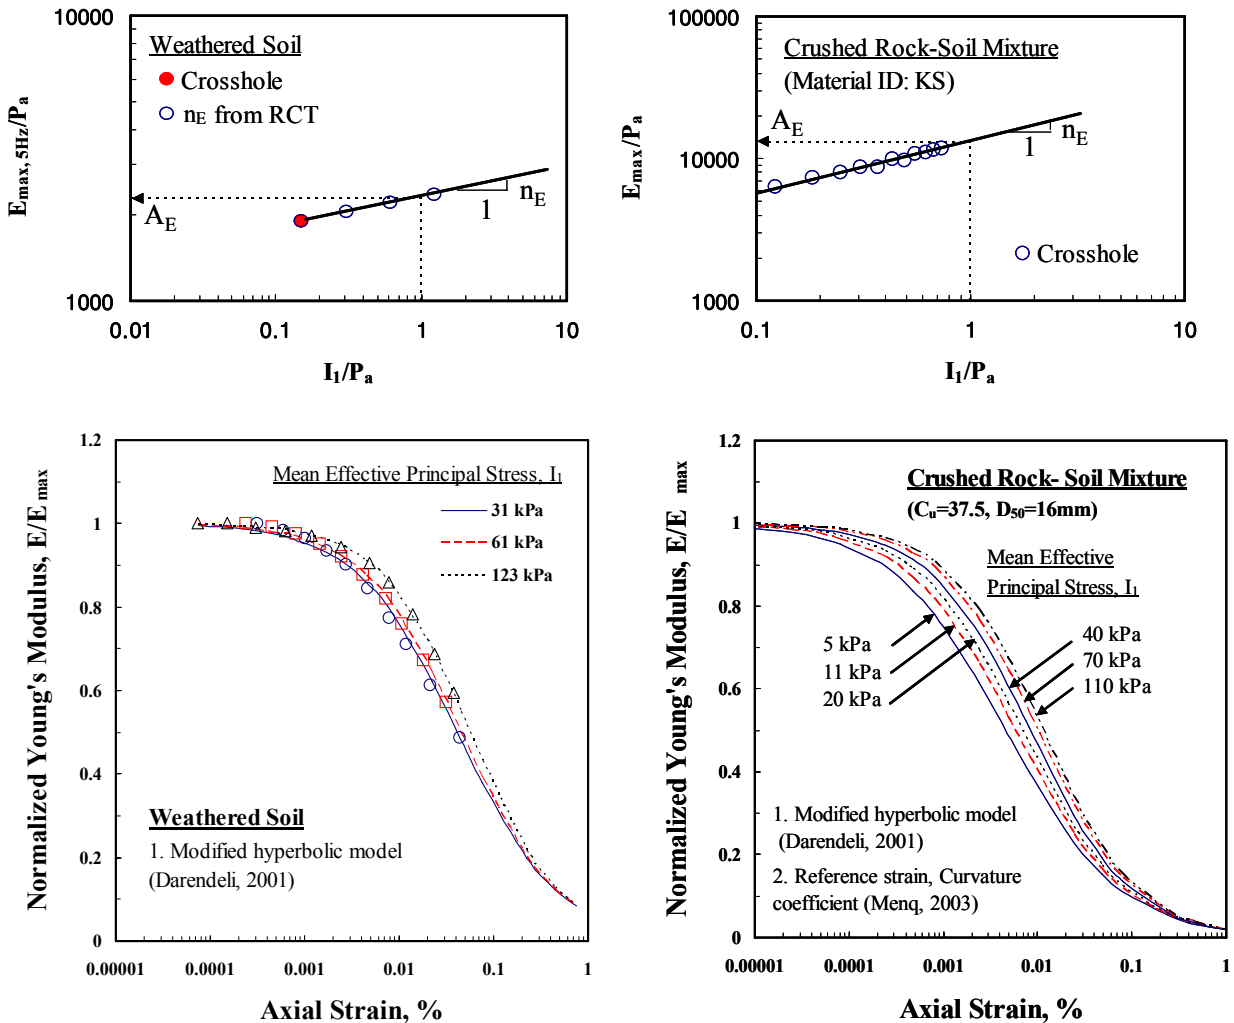 10000
1000
0.01
0.1
1
10
E_max, 5Hz/P_a
I_1/P_a
Weathered Soil
Crosshole
n_E from RCT
A_E
n_E
1
100000
10000
1000
0.1
1
10
E_max/P_a
I_1/P_a
Crushed Rock-Soil Mixture
(Material ID: KS)
A_E
n_E
1
Crosshole
1.2
1
0.8
0.6
0.4
0.2
0
0.00001
0.0001
0.001
0.01
0.1
1
Normalized Young's Modulus, E/E_max
Axial Strain, %
Mean Effective Principal Stress, I_1
31 kPa
61 kPa
123 kPa
Weathered Soil
1. Modified hyperbolic model
(Darendeli, 2001)
1.2
1
0.8
0.6
0.4
0.2
0
0.00001
0.0001
0.001
0.01
0.1
1
Normalized Young's Modulus, E/E max
Axial Strain, %
Crushed Rock- Soil Mixture
(C_u=37.5, D_50=16mm)
Mean Effective
Principal Stress, I_1
5 kPa
11 kPa
20 kPa
40 kPa
70 kPa
110 kPa
1. Modified hyperbolic model
(Darendeli, 2001)
2. Reference strain, Curvature
coefficient (Menq, 2003)